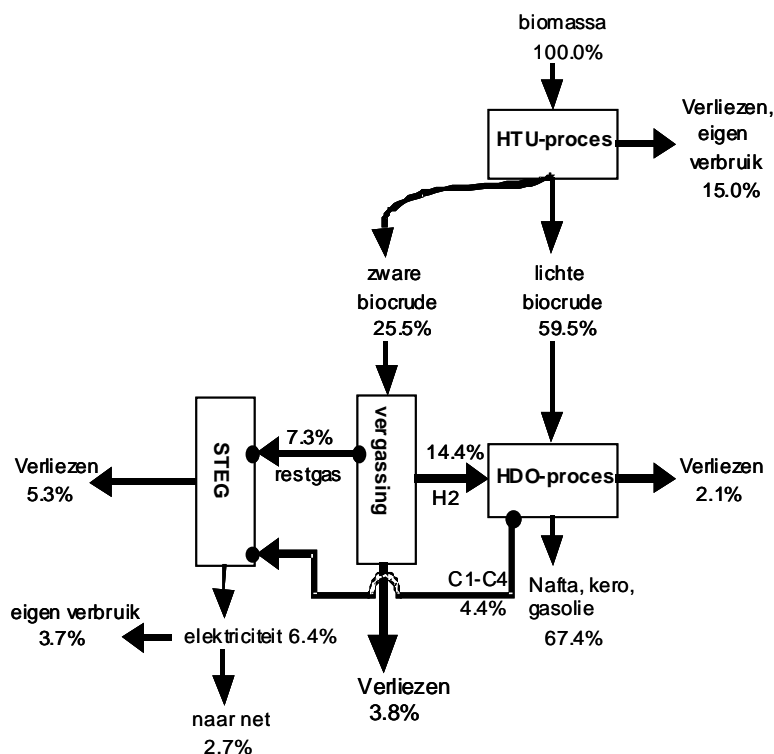 biomassa
100.0%
HTU-proces
Verliezen,
eigen
verbruik
15.0%
zware
biocrude
25.5%
lichte
biocrude
59.5%
STEG
7.3%
restgas
vergassing
14.4%
H2
HDO-proces
Verliezen
2.1%
Verliezen
5.3%
C1-C4
4.4%
Nafta, kero,
gasolie
67.4%
eigen verbruik
3.7%
elektriciteit 6.4%
Verliezen
3.8%
naar net
2.7%